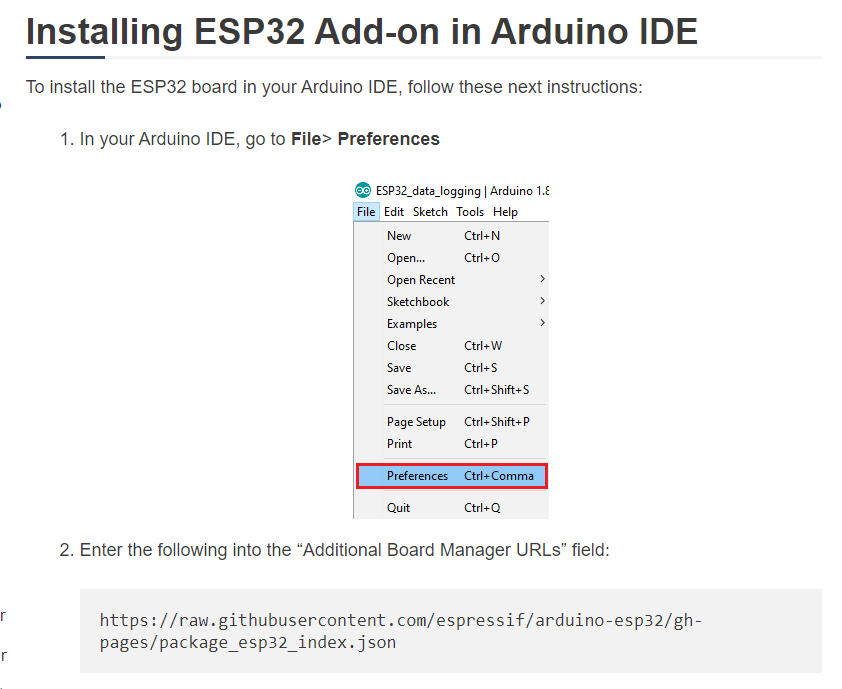 Installing ESP32 Add-on in Arduino IDE
To install the ESP32 board in your Arduino IDE, follow these next instructions:
1. In your Arduino IDE, go to File> Preferences
ESP32_data_logging | Arduino 1.8
File Edit Sketch Tools Help
New Ctrl+N
Open... Ctrl+O
Open Recent
Sketchbook
Examples
Close Ctrl+W
Save Ctrl+S
Save As... Ctrl+Shift+S
Page Setup Ctrl+Shift+P
Print Ctrl+P
Preferences Ctrl+Comma
Quit Ctrl+Q
2. Enter the following into the “Additional Board Manager URLs” field:
https://raw.githubusercontent.com/espressif/arduino-esp32/gh-
pages/package_esp32_index.json
r
r